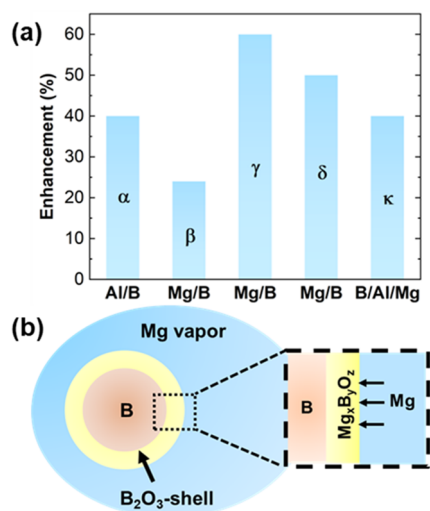 (a)
Enhancement (%)
60
50
40
30
20
10
0
α
β
γ
δ
κ
Al/B
Mg/B
Mg/B
Mg/B
B/Al/Mg
(b)
Mg vapor
B
B₂O₃-shell
B
MgₓB_yO_z
Mg